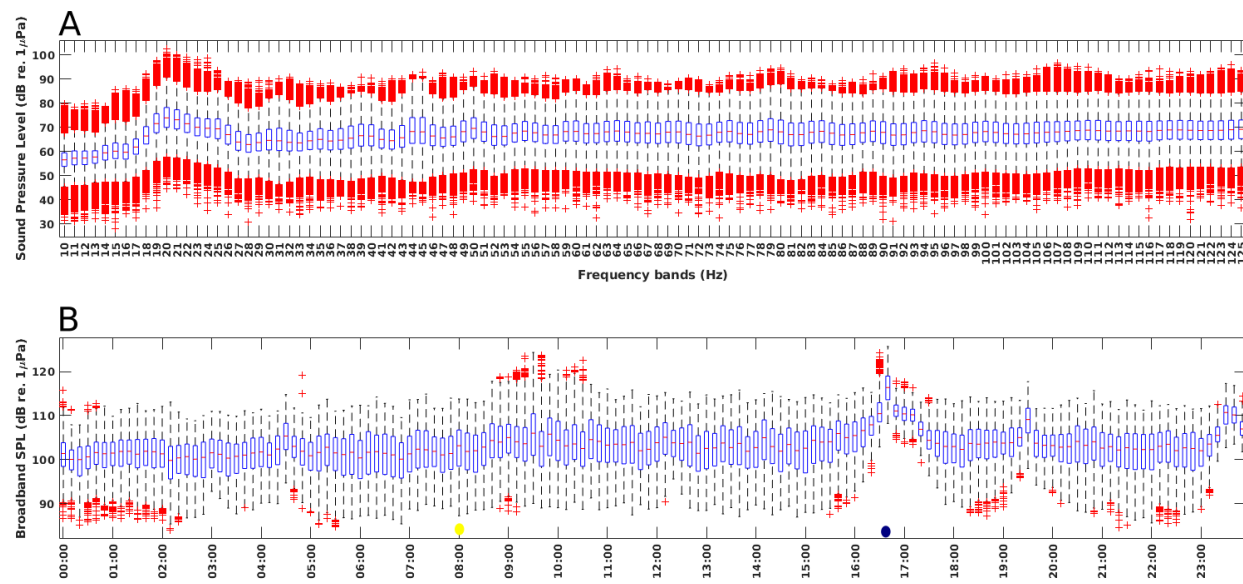 A
Sound Pressure Level (dB re. 1μPa)
100
90
80
70
60
50
40
30
10 11 12 13 14 15 16 17 18 19 20 21 22 23 24 25 26 27 28 29 30 31 32 33 34 35 36 37 38 39 40 41 42 43 44 45 46 47 48 49 50 51 52 53 54 55 56 57 58 59 60 61 62 63 64 65 66 67 68 69 70 71 72 73 74 75 76 77 78 79 80 81 82 83 84 85 86 87 88 89 90 91 92 93 94 95 96 97 98 99 100 101 102 103 104 105 106 107 108 109 110 111 112 113 114 115 116 117 118 119 120 121 122 123 124 125
Frequency bands (Hz)
B
Broadband SPL (dB re. 1μPa)
120
110
100
90
00:00 01:00 02:00 03:00 04:00 05:00 06:00 07:00 08:00 09:00 10:00 11:00 12:00 13:00 14:00 15:00 16:00 17:00 18:00 19:00 20:00 21:00 22:00 23:00